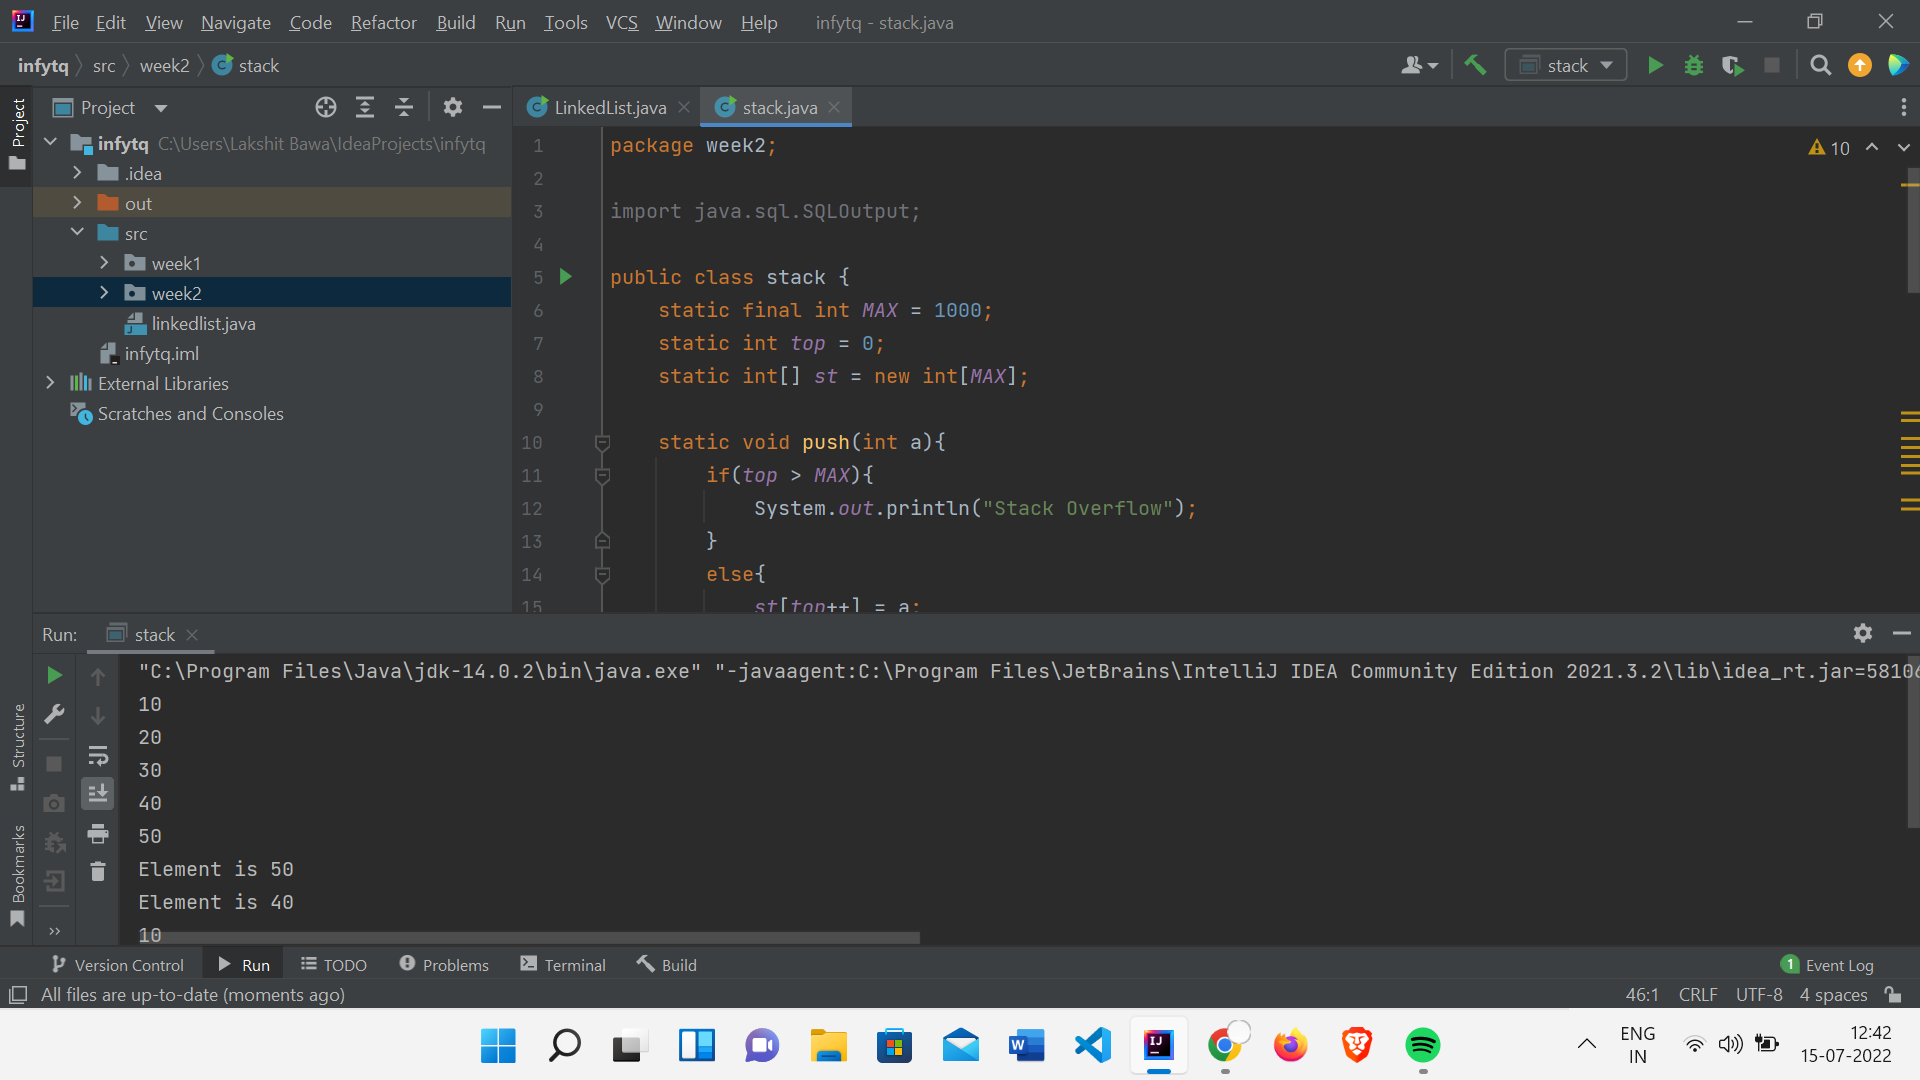 File Edit View Navigate Code Refactor Build Run Tools VCS Window Help infytq - stack.java
infytq src week2 stack
stack
Project
Project
LinkedList.java
stack.java
infytq C:\Users\Lakshit Bawa\IdeaProjects\infytq
.idea
out
src
week1
week2
linkedlist.java
infytq.iml
External Libraries
Scratches and Consoles
10
1 package week2;
2
3 import java.sql.SQLOutput;
4
5 public class stack {
6 static final int MAX = 1000;
7 static int top = 0;
8 static int[] st = new int[MAX];
9
10 static void push(int a){
11 if(top > MAX){
12 System.out.println("Stack Overflow");
13 }
14 else{
15 st[top++] = a;
Run: stack
Structure
Bookmarks
"C:\Program Files\Java\jdk-14.0.2\bin\java.exe" "-javaagent:C:\Program Files\JetBrains\IntelliJ IDEA Community Edition 2021.3.2\lib\idea_rt.jar=58106
10
20
30
40
50
Element is 50
Element is 40
10
Version Control Run TODO Problems Terminal Build 1 Event Log
All files are up-to-date (moments ago) 46:1 CRLF UTF-8 4 spaces
ENG
IN
12:42
15-07-2022